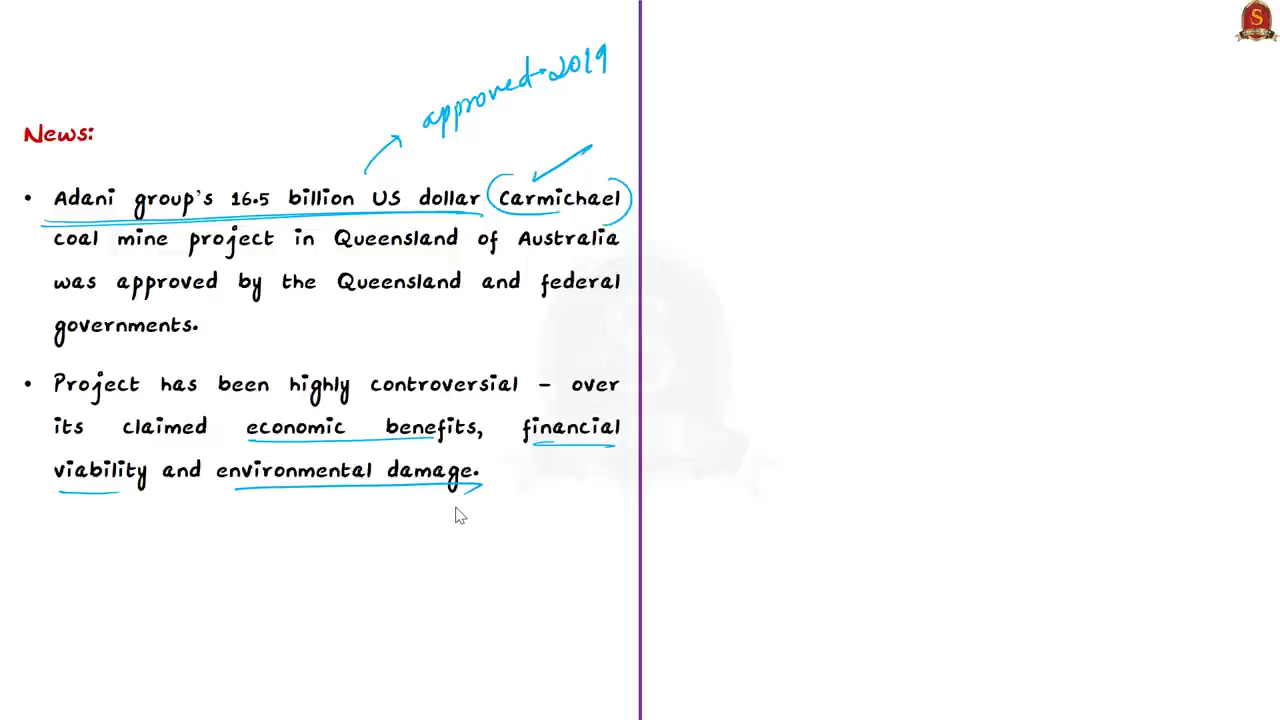 approved→2019
News:
• Adani group's 16.5 billion US dollar Carmichael
coal mine project in Queensland of Australia
was approved by the Queensland and federal
governments.
• Project has been highly controversial – over
its claimed economic benefits, financial
viability and environmental damage.
S
S